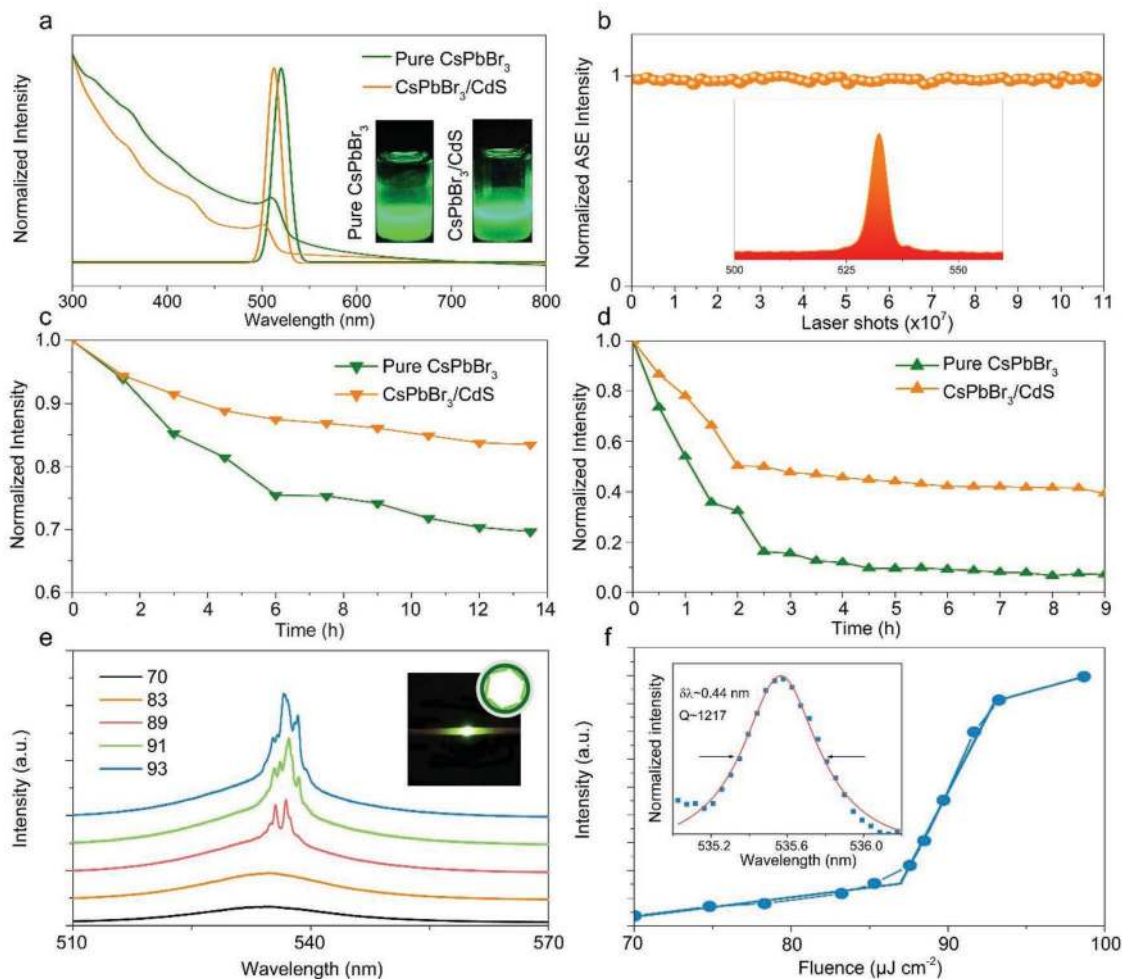 a
Normalized Intensity
Pure CsPbBr₃
CsPbBr₃/CdS
Pure CsPbBr₃
CsPbBr₃/CdS
300 400 500 600 700 800
Wavelength (nm)
b
Normalized ASE Intensity
1
0
500 525 550
0 1 2 3 4 5 6 7 8 9 10 11
Laser shots (x10⁷)
c
Normalized Intensity
1.0
0.9
0.8
0.7
0.6
Pure CsPbBr₃
CsPbBr₃/CdS
0 2 4 6 8 10 12 14
Time (h)
d
Normalized Intensity
1.0
0.8
0.6
0.4
0.2
0.0
Pure CsPbBr₃
CsPbBr₃/CdS
0 1 2 3 4 5 6 7 8 9
Time (h)
e
Intensity (a.u.)
70
83
89
91
93
510 540 570
Wavelength (nm)
f
Intensity (a.u.)
Normalized intensity
δλ~0.44 nm
Q~1217
535.2 535.6 536.0
Wavelength (nm)
70 80 90 100
Fluence (µJ cm⁻²)